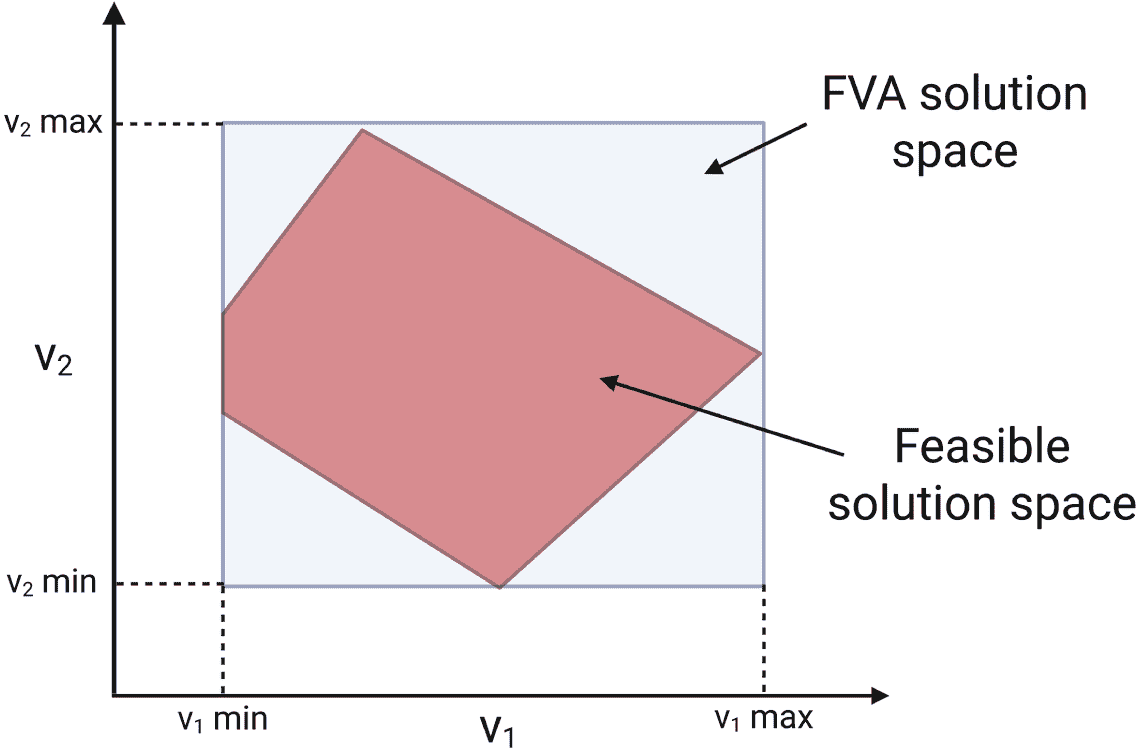 FVA solution
space
v₂ max
v₂
Feasible
solution space
v₂ min
v₁ min
v₁
v₁ max